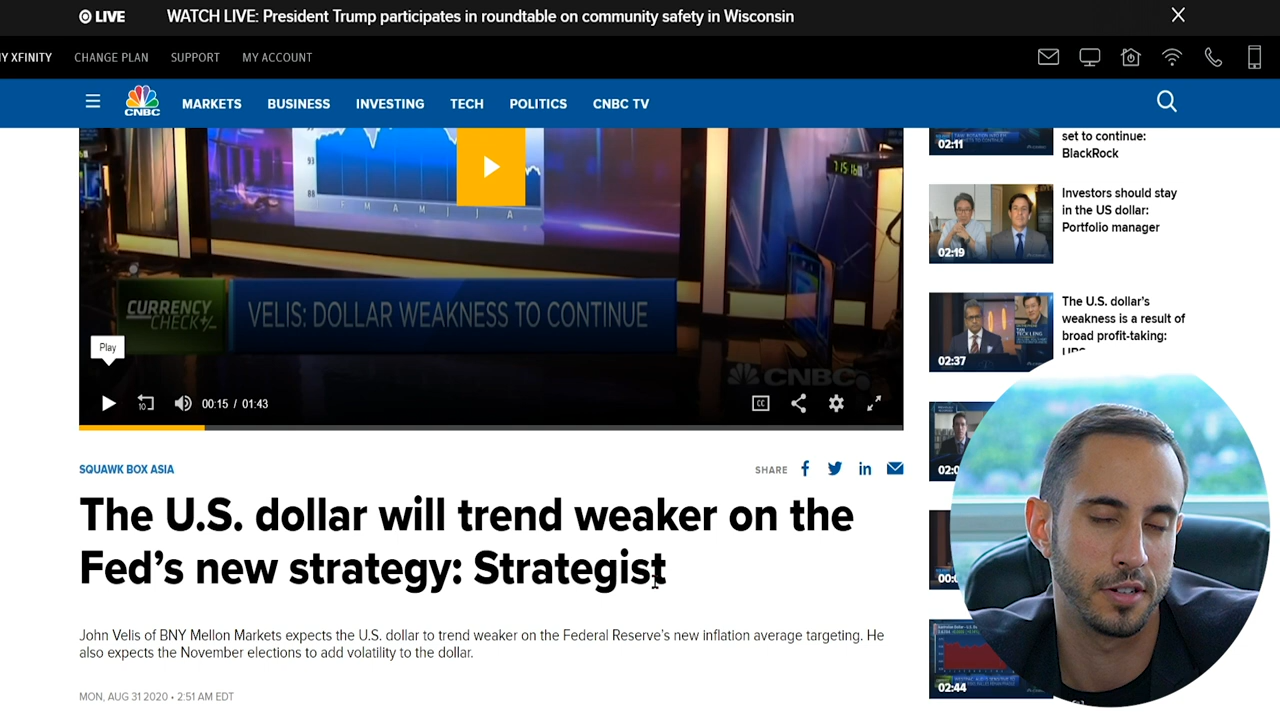 LIVE WATCH LIVE: President Trump participates in roundtable on community safety in Wisconsin
Y XFINITY CHANGE PLAN SUPPORT MY ACCOUNT
CNBC MARKETS BUSINESS INVESTING TECH POLITICS CNBC TV
93
88
F M A M J J A
CURRENCY
CHECK+/-
VELIS: DOLLAR WEAKNESS TO CONTINUE
CNBC
Play
10
00:15 / 01:43
CC
SQUAWK BOX ASIA
SHARE
The U.S. dollar will trend weaker on the
Fed’s new strategy: Strategist
John Velis of BNY Mellon Markets expects the U.S. dollar to trend weaker on the Federal Reserve’s new inflation average targeting. He
also expects the November elections to add volatility to the dollar.
MON, AUG 31 2020 • 2:51 AM EDT
02:11
set to continue:
BlackRock
02:19
Investors should stay
in the US dollar:
Portfolio manager
02:37
The U.S. dollar’s
weakness is a result of
broad profit-taking:
02:44